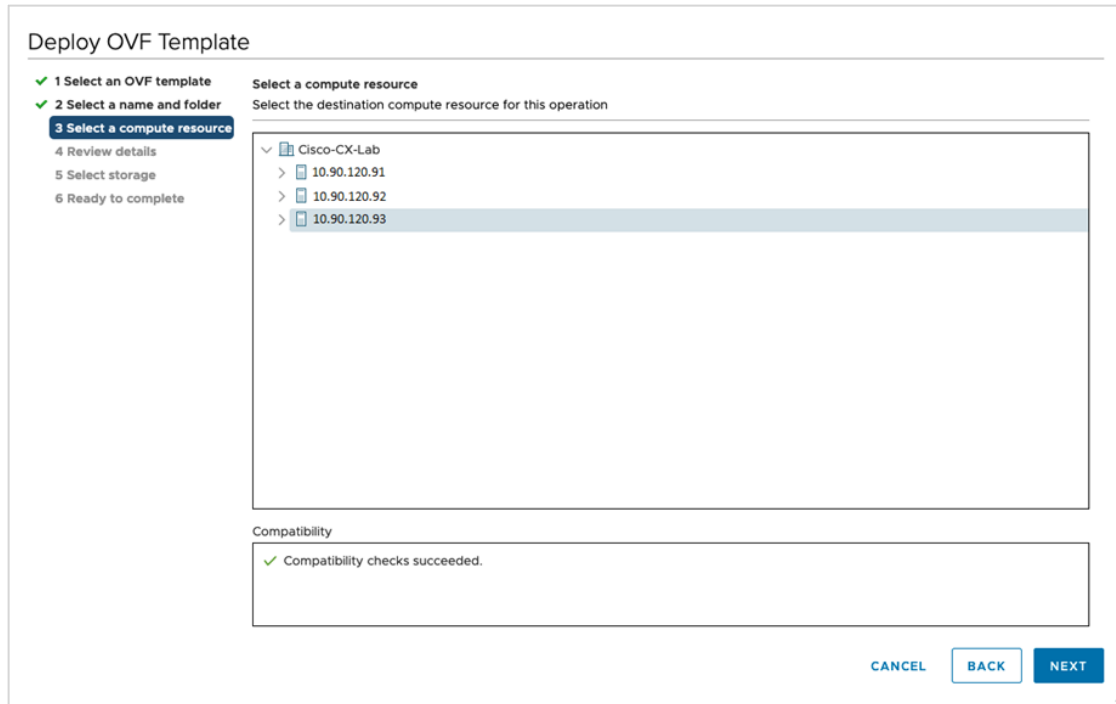 Deploy OVF Template
1 Select an OVF template
2 Select a name and folder
3 Select a compute resource
4 Review details
5 Select storage
6 Ready to complete
Select a compute resource
Select the destination compute resource for this operation
Cisco-CX-Lab
10.90.120.91
10.90.120.92
10.90.120.93
Compatibility
Compatibility checks succeeded.
CANCEL
BACK
NEXT